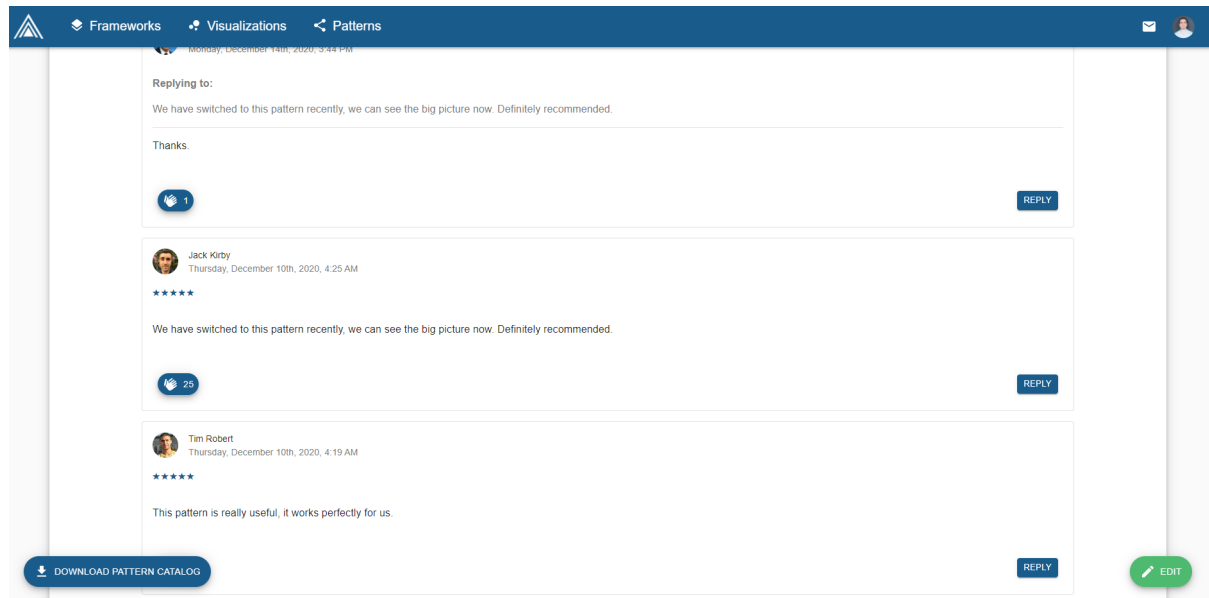 Frameworks Visualizations Patterns
Monday, December 14th, 2020, 3:44 PM
Replying to:
We have switched to this pattern recently, we can see the big picture now. Definitely recommended.
Thanks.
1 REPLY
Jack Kirby
Thursday, December 10th, 2020, 4:25 AM
★★★★★
We have switched to this pattern recently, we can see the big picture now. Definitely recommended.
25 REPLY
Tim Robert
Thursday, December 10th, 2020, 4:19 AM
★★★★★
This pattern is really useful, it works perfectly for us.
REPLY
DOWNLOAD PATTERN CATALOG EDIT